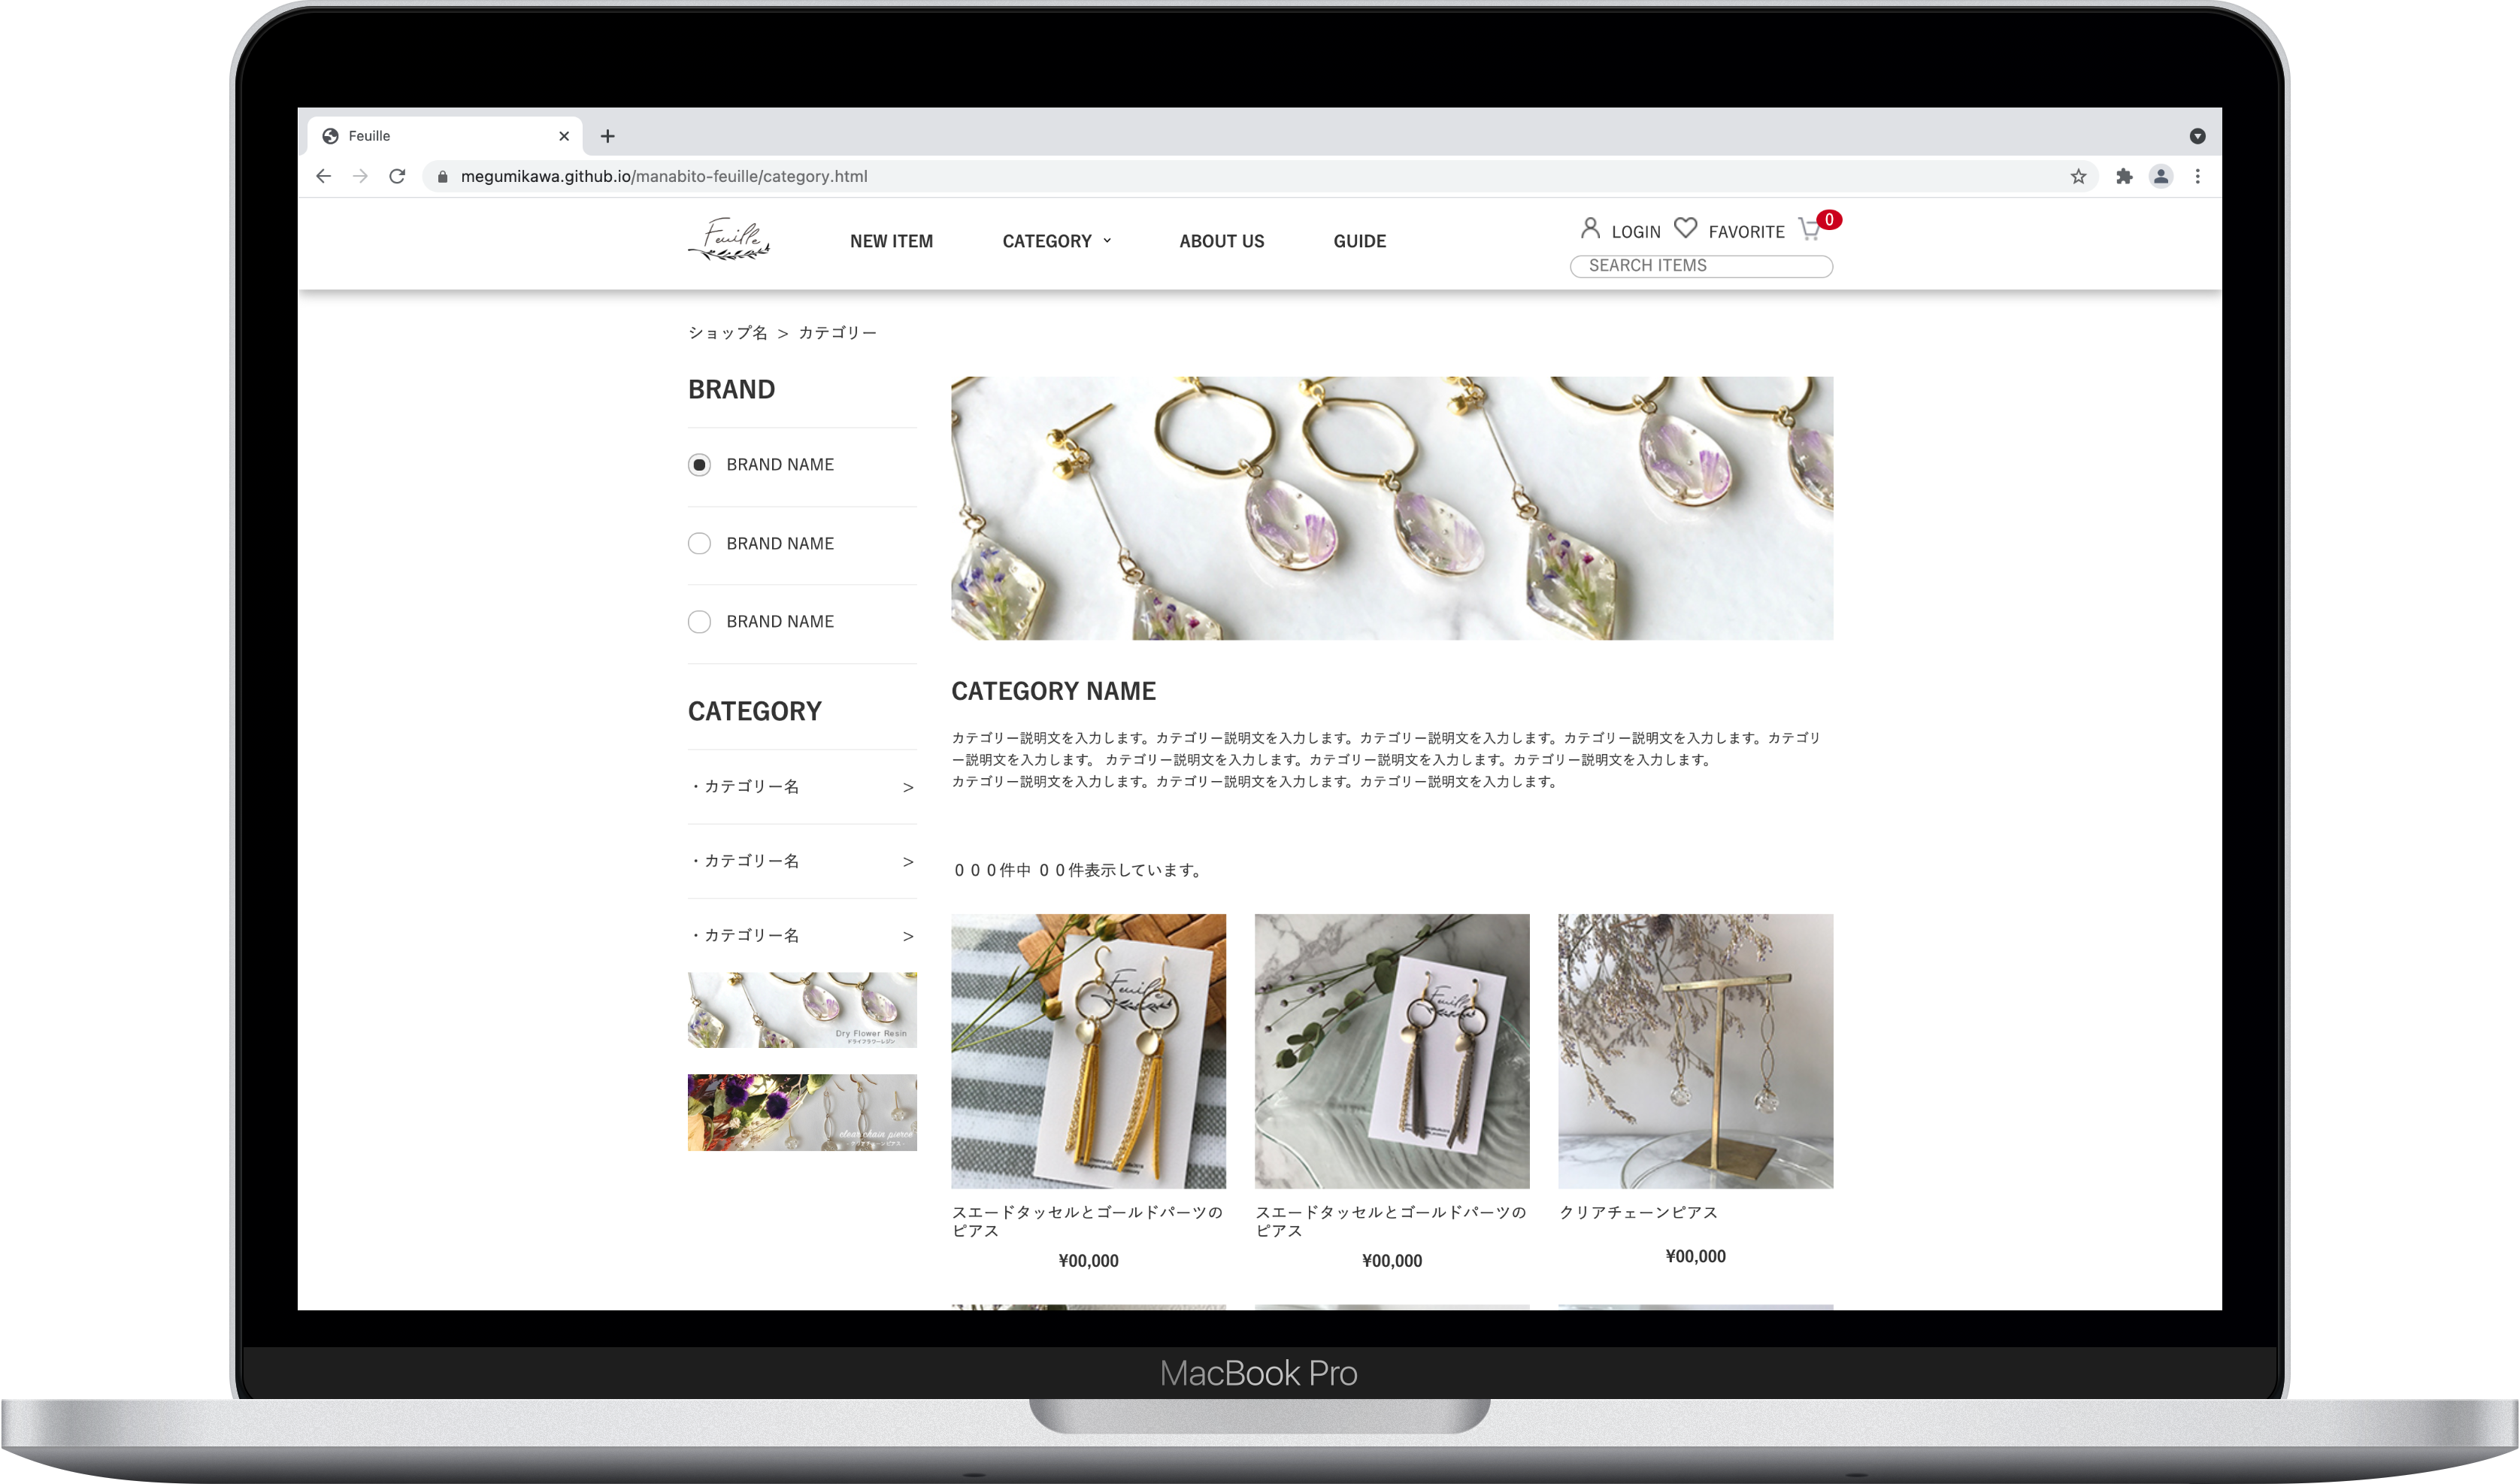 Feuille
megumikawa.github.io/manabito-feuille/category.html
Feuille
NEW ITEM
CATEGORY
ABOUT US
GUIDE
LOGIN
FAVORITE
0
SEARCH ITEMS
ショップ名 > カテゴリー
BRAND
BRAND NAME
BRAND NAME
BRAND NAME
CATEGORY
・カテゴリー名 >
・カテゴリー名 >
・カテゴリー名 >
Dry Flower Resin
ドライフラワーレジン
clear chain pierce
- クリアチェーンピアス -
CATEGORY NAME
カテゴリー説明文を入力します。カテゴリー説明文を入力します。カテゴリー説明文を入力します。カテゴリー説明文を入力します。カテゴリ
ー説明文を入力します。 カテゴリー説明文を入力します。カテゴリー説明文を入力します。カテゴリー説明文を入力します。
カテゴリー説明文を入力します。カテゴリー説明文を入力します。カテゴリー説明文を入力します。
０００件中 ００件表示しています。
Feuille
Feuille
スエードタッセルとゴールドパーツの
ピアス
¥00,000
スエードタッセルとゴールドパーツの
ピアス
¥00,000
クリアチェーンピアス
¥00,000
MacBook Pro